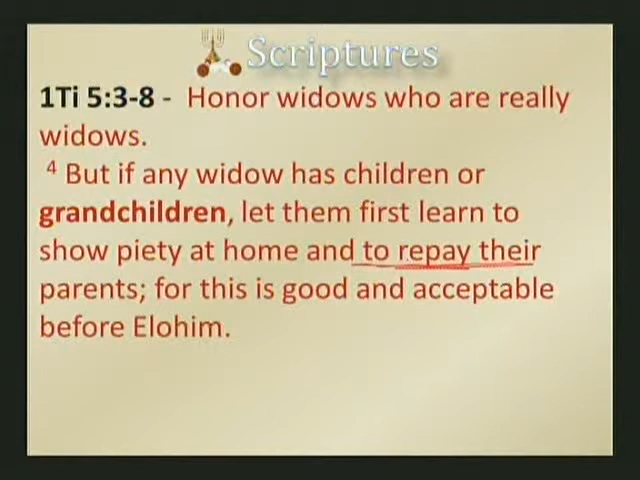 Scriptures
1Ti 5:3-8 - Honor widows who are really
widows.
4 But if any widow has children or
grandchildren, let them first learn to
show piety at home and to repay their
parents; for this is good and acceptable
before Elohim.